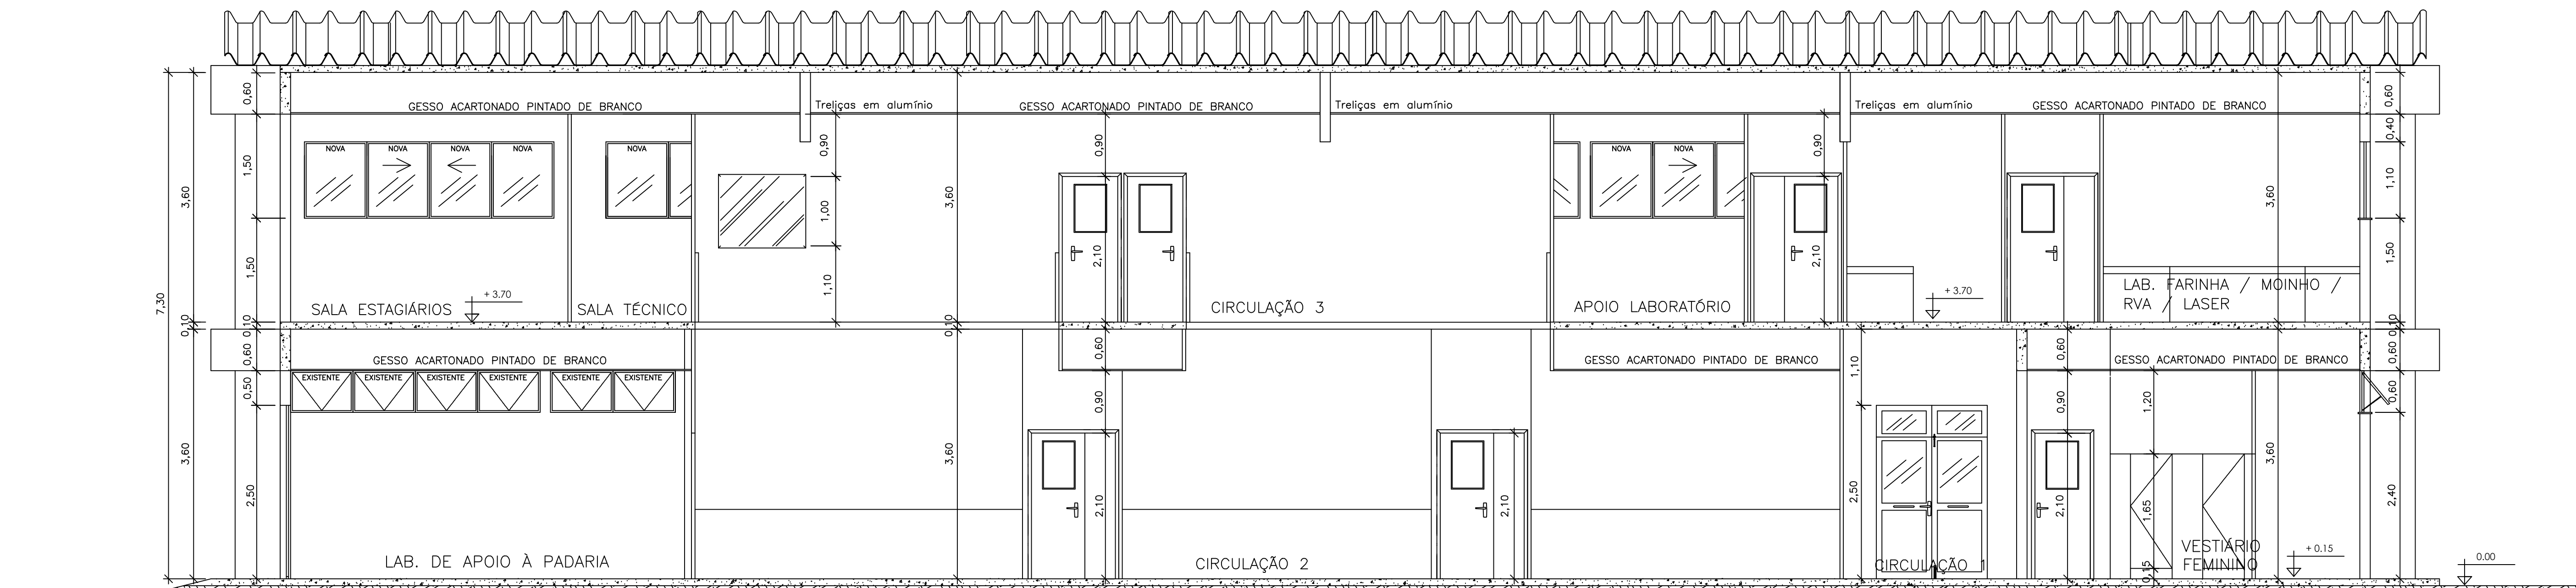 GESSO ACARTONADO PINTADO DE BRANCO
Treliças em alumínio
GESSO ACARTONADO PINTADO DE BRANCO
Treliças em alumínio
Treliças em alumínio
GESSO ACARTONADO PINTADO DE BRANCO
0,60
0,60
0,40
NOVA
NOVA
NOVA
NOVA
NOVA
NOVA
NOVA
0,90
0,90
0,90
1,50
1,10
3,60
3,60
3,60
1,00
2,10
2,10
1,50
1,50
1,10
7,30
SALA ESTAGIÁRIOS
+ 3.70
SALA TÉCNICO
CIRCULAÇÃO 3
APOIO LABORATÓRIO
+ 3.70
LAB. FARINHA / MOINHO /
RVA / LASER
0,10
0,10
0,10
0,10
GESSO ACARTONADO PINTADO DE BRANCO
GESSO ACARTONADO PINTADO DE BRANCO
GESSO ACARTONADO PINTADO DE BRANCO
0,60
0,60
0,60
0,60
EXISTENTE
EXISTENTE
EXISTENTE
EXISTENTE
EXISTENTE
EXISTENTE
0,50
1,10
0,60
0,90
0,90
1,20
3,60
3,60
3,60
2,50
2,10
2,10
2,50
2,10
1,65
2,40
LAB. DE APOIO À PADARIA
CIRCULAÇÃO 2
CIRCULAÇÃO 1
VESTIÁRIO
FEMININO
0,15
+ 0.15
0.00